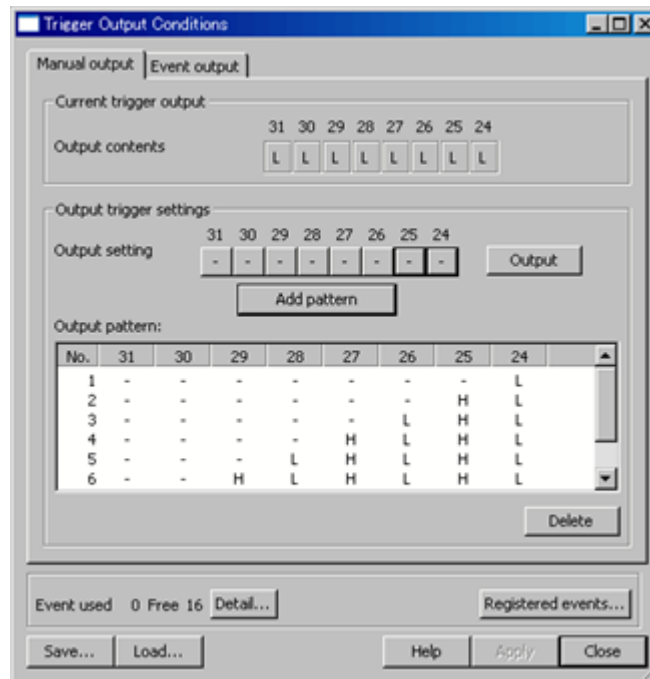 Trigger Output Conditions
Manual output Event output
Current trigger output
31 30 29 28 27 26 25 24
Output contents L L L L L L L L
Output trigger settings
31 30 29 28 27 26 25 24
Output setting - - - - - - - - Output
Add pattern
Output pattern:
No. 31 30 29 28 27 26 25 24
1 - - - - - - - L
2 - - - - - - H L
3 - - - - - L H L
4 - - - - H L H L
5 - - - L H L H L
6 - - H L H L H L
Delete
Event used 0 Free 16 Detail... Registered events...
Save... Load... Help Apply Close